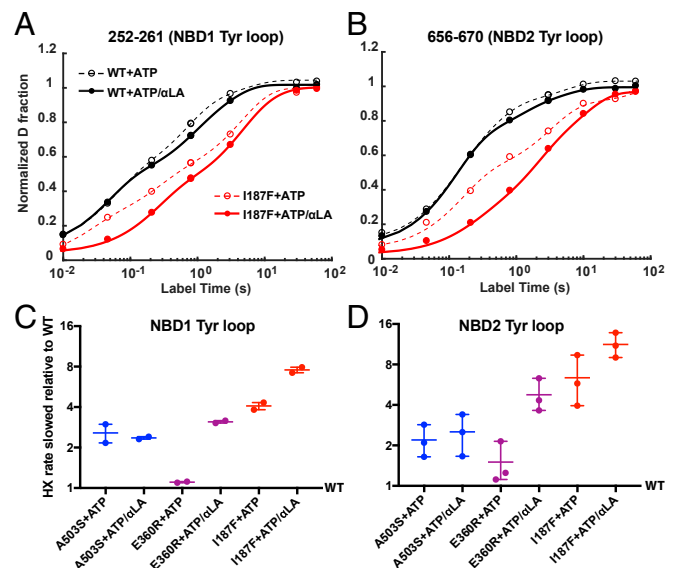 A
252-261 (NBD1 Tyr loop)
Normalized D fraction
1
0.8
0.6
0.4
0.2
0
WT+ATP
WT+ATP/αLA
I187F+ATP
I187F+ATP/αLA
10-2 10-1 100 101 102
Label Time (s)
B
656-670 (NBD2 Tyr loop)
1
0.8
0.6
0.4
0.2
0
10-2 10-1 100 101 102
Label Time (s)
C
NBD1 Tyr loop
HX rate slowed relative to WT
16
8
4
2
1
WT
A503S+ATP
A503S+ATP/αLA
E360R+ATP
E360R+ATP/αLA
I187F+ATP
I187F+ATP/αLA
D
NBD2 Tyr loop
16
8
4
2
1
WT
A503S+ATP
A503S+ATP/αLA
E360R+ATP
E360R+ATP/αLA
I187F+ATP
I187F+ATP/αLA